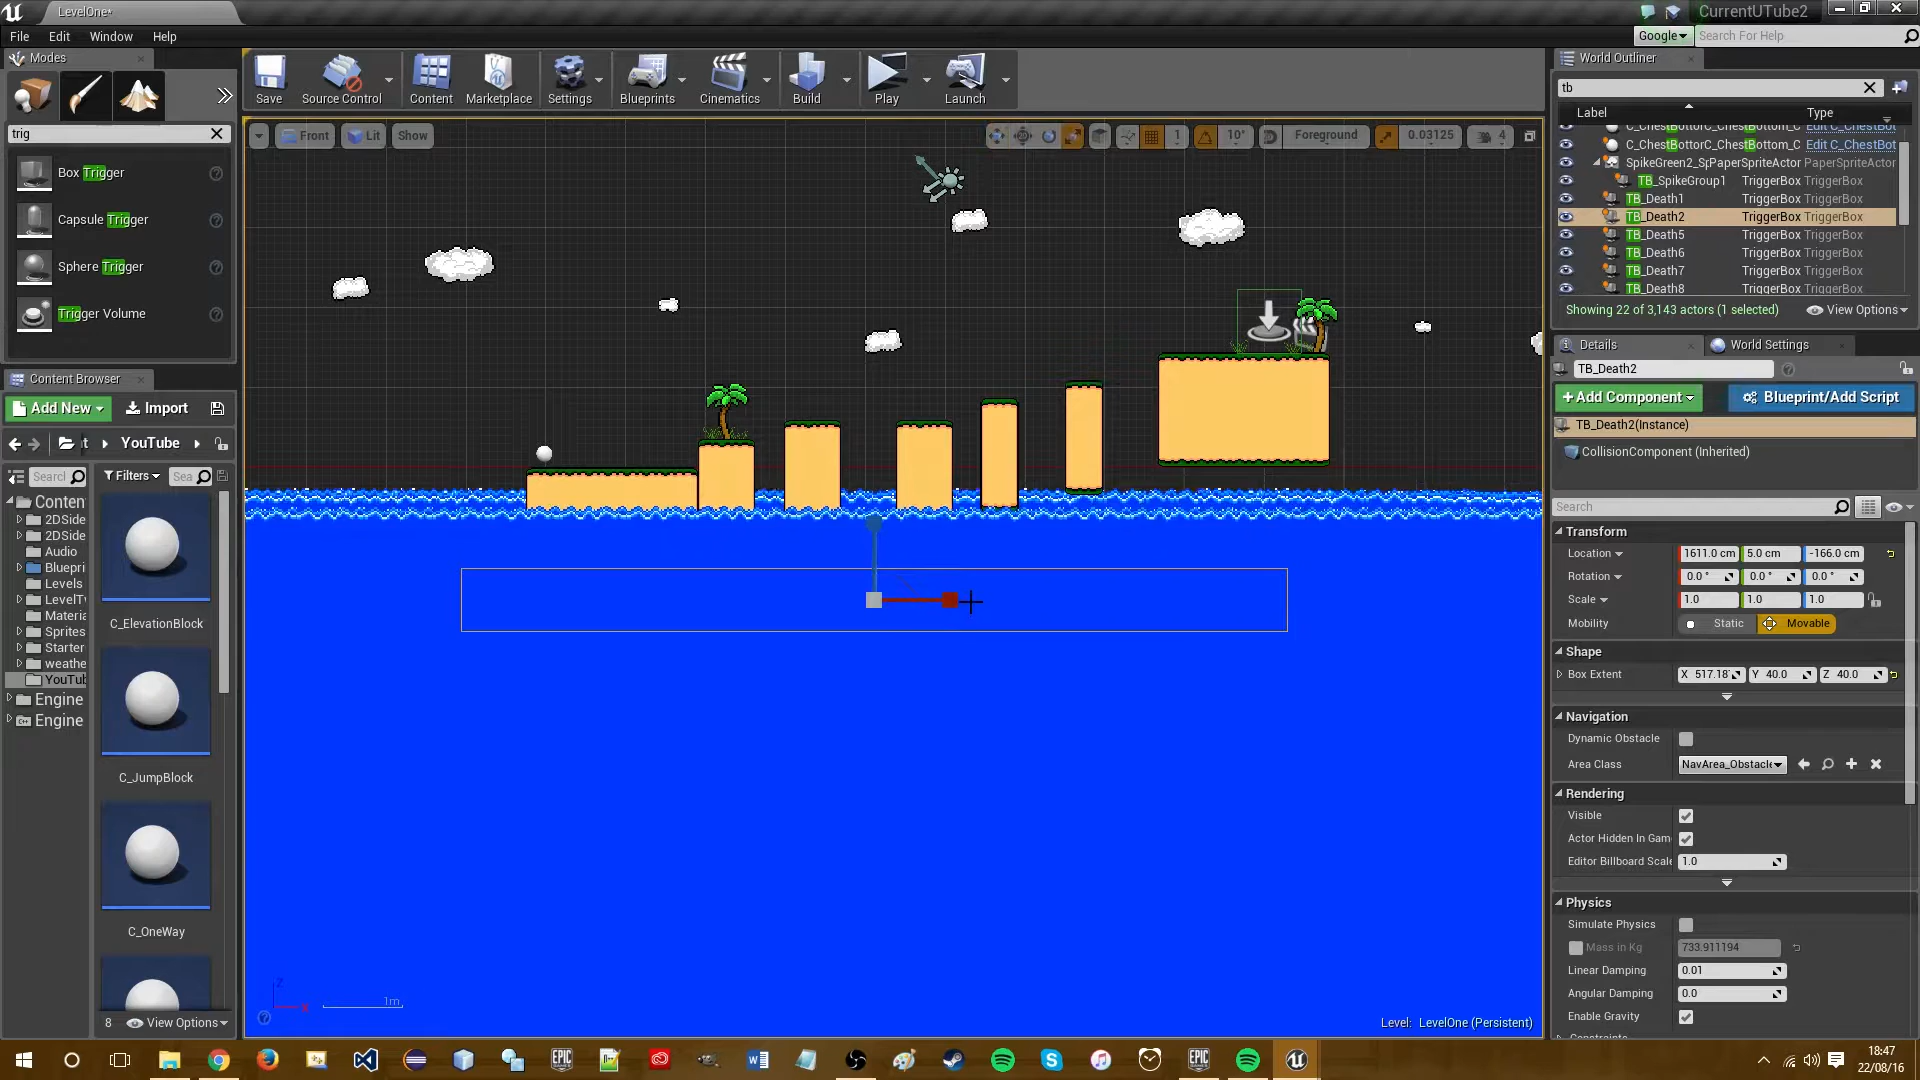 LevelOne*
CurrentUTube2
File Edit Window Help
Google
Search For Help
Modes
trig
Box Trigger
Capsule Trigger
Sphere Trigger
Trigger Volume
Save
Source Control
Content
Marketplace
Settings
Blueprints
Cinematics
Build
Play
Launch
Front
Lit
Show
1
10°
Foreground
0.03125
4
World Outliner
tb
Label
Type
SpikeGreen2_Sp PaperSpriteActor PaperSpriteActor
TB_SpikeGroup1 TriggerBox TriggerBox
TB_Death1 TriggerBox TriggerBox
TB_Death2 TriggerBox TriggerBox
TB_Death5 TriggerBox TriggerBox
TB_Death6 TriggerBox TriggerBox
TB_Death7 TriggerBox TriggerBox
TB_Death8 TriggerBox TriggerBox
Showing 22 of 3,143 actors (1 selected)
View Options
Content Browser
Add New
Import
YouTube
Search
Filters
Sea
Conten
2DSide
2DSide
Audio
Bluepri
Levels
LevelTv
Materia
Sprites
Starter
weathe
YouTub
Engine
Engine
C_ElevationBlock
C_JumpBlock
C_OneWay
8 View Options
Details
World Settings
TB_Death2
+Add Component
Blueprint/Add Script
TB_Death2(Instance)
CollisionComponent (Inherited)
Search
Transform
Location 1611.0 cm 5.0 cm -166.0 cm
Rotation 0.0 ° 0.0 ° 0.0 °
Scale 1.0 1.0 1.0
Mobility Static Movable
Shape
Box Extent X 517.18 Y 40.0 Z 40.0
Navigation
Dynamic Obstacle
Area Class NavArea_Obstacle
Rendering
Visible
Actor Hidden In Gam
Editor Billboard Scale 1.0
Physics
Simulate Physics
Mass in Kg 733.911194
Linear Damping 0.01
Angular Damping 0.0
Enable Gravity
Z
X
1m
Level: LevelOne (Persistent)
EPIC
EPIC
18:47
22/08/16